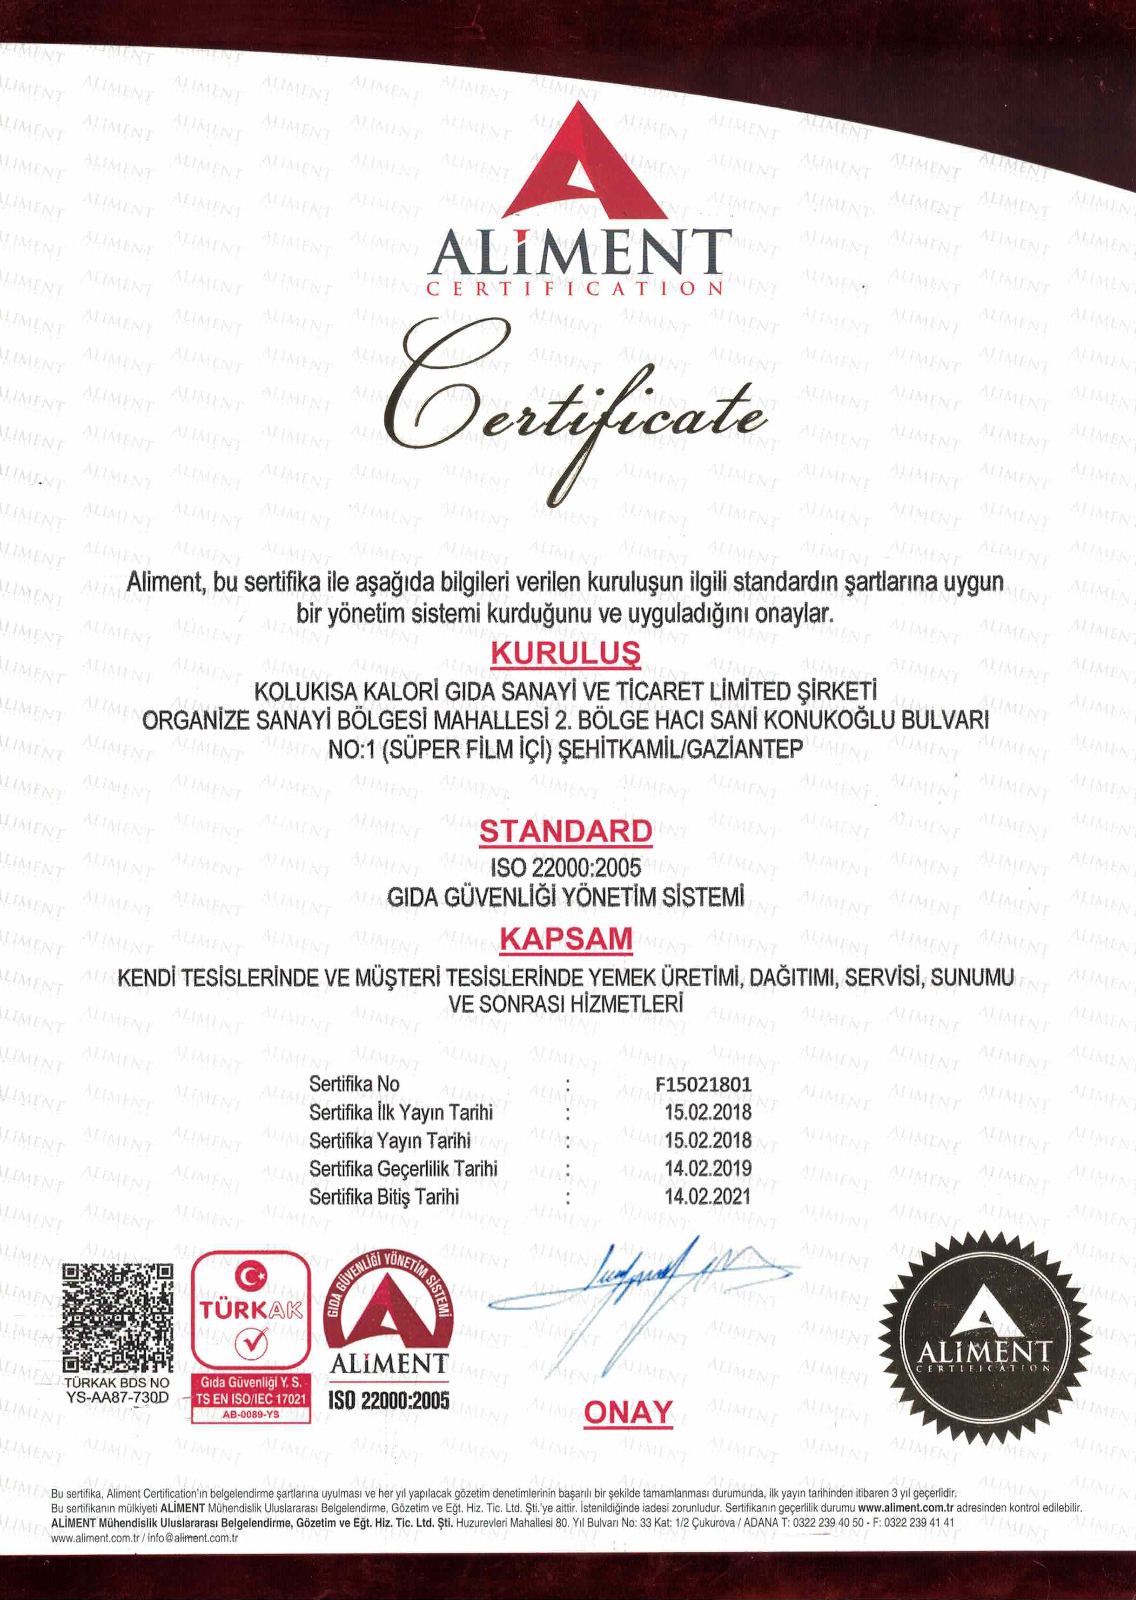 ALİMENT
CERTIFICATION
Certificate
Aliment, bu sertifika ile aşağıda bilgileri verilen kuruluşun ilgili standardın şartlarına uygun
bir yönetim sistemi kurduğunu ve uyguladığını onaylar.
KURULUŞ
KOLUKISA KALORİ GIDA SANAYİ VE TİCARET LİMİTED ŞİRKETİ
ORGANİZE SANAYİ BÖLGESİ MAHALLESİ 2. BÖLGE HACI SANİ KONUKOĞLU BULVARI
NO:1 (SÜPER FİLM İÇİ) ŞEHİTKAMİL/GAZİANTEP
STANDARD
ISO 22000:2005
GIDA GÜVENLİĞİ YÖNETİM SİSTEMİ
KAPSAM
KENDİ TESİSLERİNDE VE MÜŞTERİ TESİSLERİNDE YEMEK ÜRETİMİ, DAĞITIMI, SERVİSİ, SUNUMU
VE SONRASI HİZMETLERİ
Sertifika No : F15021801
Sertifika İlk Yayın Tarihi : 15.02.2018
Sertifika Yayın Tarihi : 15.02.2018
Sertifika Geçerlilik Tarihi : 14.02.2019
Sertifika Bitiş Tarihi : 14.02.2021
TÜRKAK BDS NO
YS-AA87-730D
TÜRKAK
Gıda Güvenliği Y. S.
TS EN ISO/IEC 17021
AB-0089-YS
GIDA GÜVENLİĞİ YÖNETİM SİSTEMİ
ALİMENT
ISO 22000:2005
ONAY
ALİMENT
CERTIFICATION
Bu sertifika, Aliment Certification'ın belgelendirme şartlarına uyulması ve her yıl yapılacak gözetim denetimlerinin başarılı bir şekilde tamamlanması durumunda, ilk yayın tarihinden itibaren 3 yıl geçerlidir.
Bu sertifikanın mülkiyeti ALİMENT Mühendislik Uluslararası Belgelendirme, Gözetim ve Eğt. Hiz. Tic. Ltd. Şti.'ye aittir. İstenildiğinde iadesi zorunludur. Sertifikanın geçerlilik durumu www.aliment.com.tr adresinden kontrol edilebilir.
ALİMENT Mühendislik Uluslararası Belgelendirme, Gözetim ve Eğt. Hiz. Tic. Ltd. Şti. Huzurevleri Mahallesi 80. Yıl Bulvarı No: 33 Kat: 1/2 Çukurova / ADANA T: 0322 239 40 50 - F: 0322 239 41 41
www.aliment.com.tr / info@aliment.com.tr